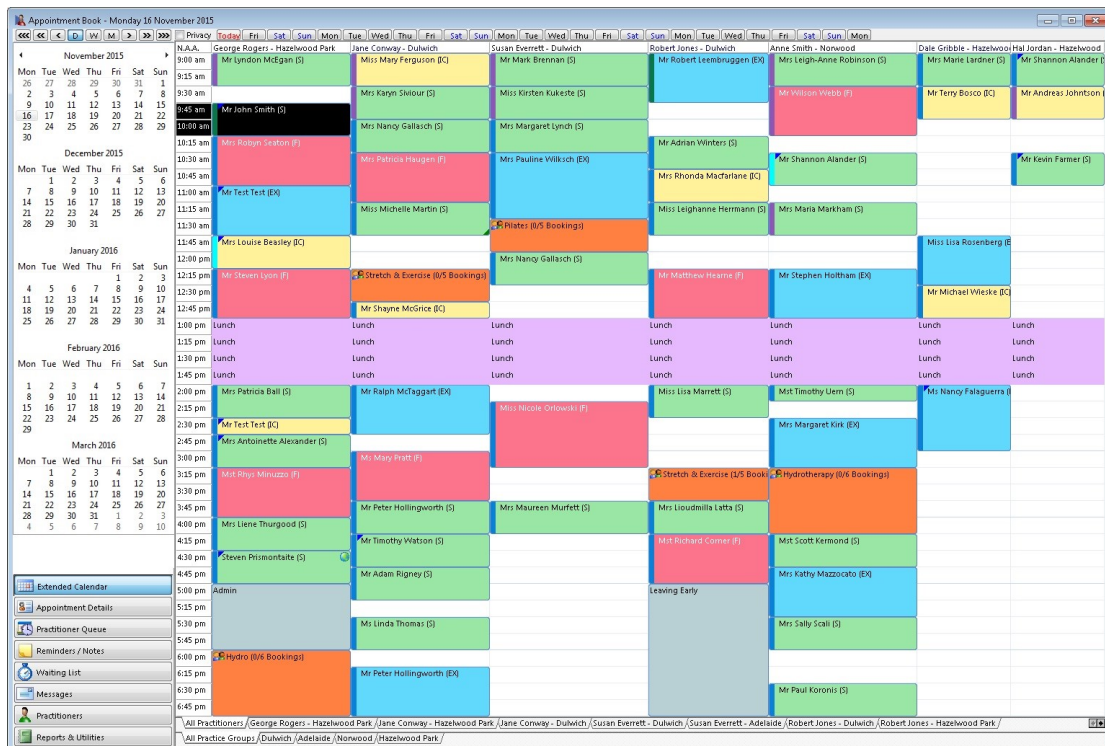 Appointment Book - Monday 16 November 2015
D W M Privacy Today Fri Sat Sun Mon Tue Wed Thu Fri Sat Sun Mon Tue Wed Thu Fri Sat Sun Mon Tue Wed Thu Fri Sat Sun Mon
November 2015
Mon Tue Wed Thu Fri Sat Sun
26 27 28 29 30 31 1
2 3 4 5 6 7 8
9 10 11 12 13 14 15
16 17 18 19 20 21 22
23 24 25 26 27 28 29
30
December 2015
Mon Tue Wed Thu Fri Sat Sun
1 2 3 4 5 6
7 8 9 10 11 12 13
14 15 16 17 18 19 20
21 22 23 24 25 26 27
28 29 30 31
January 2016
Mon Tue Wed Thu Fri Sat Sun
1 2 3
4 5 6 7 8 9 10
11 12 13 14 15 16 17
18 19 20 21 22 23 24
25 26 27 28 29 30 31
February 2016
Mon Tue Wed Thu Fri Sat Sun
1 2 3 4 5 6 7
8 9 10 11 12 13 14
15 16 17 18 19 20 21
22 23 24 25 26 27 28
29
March 2016
Mon Tue Wed Thu Fri Sat Sun
1 2 3 4 5 6
7 8 9 10 11 12 13
14 15 16 17 18 19 20
21 22 23 24 25 26 27
28 29 30 31 1 2 3
4 5 6 7 8 9 10
Extended Calendar
Appointment Details
Practitioner Queue
Reminders / Notes
Waiting List
Messages
Practitioners
Reports & Utilities
N.A.A. George Rogers - Hazelwood Park Jane Conway - Dulwich Susan Everrett - Dulwich Robert Jones - Dulwich Anne Smith - Norwood Dale Gribble - Hazelwoo Hal Jordan - Hazelwood
9:00 am Mr Lyndon McEgan (S) Miss Mary Ferguson (IC) Mr Mark Brennan (S) Mr Robert Leembruggen (EX) Mrs Leigh-Anne Robinson (S) Mrs Marie Lardner (S) Mr Shannon Alander (
9:15 am
9:30 am Mrs Karyn Siviour (S) Miss Kirsten Kukeste (S) Mr Wilson Webb (F) Mr Terry Bosco (IC) Mr Andreas Johntson (
9:45 am Mr John Smith (S)
10:00 am Mrs Nancy Gallasch (S) Mrs Margaret Lynch (S)
10:15 am Mrs Robyn Seaton (F) Mr Adrian Winters (S)
10:30 am Mrs Patricia Haugen (F) Mrs Pauline Wilksch (EX) Mr Shannon Alander (S) Mr Kevin Farmer (S)
10:45 am Mrs Rhonda Macfarlane (IC)
11:00 am Mr Test Test (EX)
11:15 am Miss Michelle Martin (S) Miss Leighanne Herrmann (S) Mrs Maria Markham (S)
11:30 am Pilates (0/5 Bookings)
11:45 am Mrs Louise Beasley (IC) Miss Lisa Rosenberg (E
12:00 pm Mrs Nancy Gallasch (S)
12:15 pm Mr Steven Lyon (F) Stretch & Exercise (0/5 Bookings) Mr Matthew Hearne (F) Mr Stephen Holtham (EX)
12:30 pm Mr Michael Wieske (IC)
12:45 pm Mr Shayne McGrice (IC)
1:00 pm Lunch Lunch Lunch Lunch Lunch Lunch Lunch
1:15 pm Lunch Lunch Lunch Lunch Lunch Lunch Lunch
1:30 pm Lunch Lunch Lunch Lunch Lunch Lunch Lunch
1:45 pm Lunch Lunch Lunch Lunch Lunch Lunch Lunch
2:00 pm Mrs Patricia Ball (S) Mr Ralph McTaggart (EX) Miss Lisa Marrett (S) Mst Timothy Uern (S) Ms Nancy Falaguerra (
2:15 pm Miss Nicole Orlowski (F)
2:30 pm Mr Test Test (IC) Mrs Margaret Kirk (EX)
2:45 pm Mrs Antoinette Alexander (S)
3:00 pm Ms Mary Pratt (F)
3:15 pm Mst Rhys Minuzzo (F) Stretch & Exercise (1/5 Booki Hydrotherapy (0/6 Bookings)
3:30 pm
3:45 pm Mr Peter Hollingworth (S) Mrs Maureen Murfett (S) Mrs Lioudmilla Latta (S)
4:00 pm Mrs Liene Thurgood (S)
4:15 pm Mr Timothy Watson (S) Mst Richard Corner (F) Mst Scott Kermond (S)
4:30 pm Steven Prismontaite (S)
4:45 pm Mr Adam Rigney (S) Mrs Kathy Mazzocato (EX)
5:00 pm Admin Leaving Early
5:15 pm
5:30 pm Ms Linda Thomas (S) Mrs Sally Scali (S)
5:45 pm
6:00 pm Hydro (0/6 Bookings)
6:15 pm Mr Peter Hollingworth (EX)
6:30 pm Mr Paul Koronis (S)
6:45 pm
All Practitioners George Rogers - Hazelwood Park Jane Conway - Hazelwood Park Jane Conway - Dulwich Susan Everrett - Dulwich Susan Everrett - Adelaide Robert Jones - Dulwich Robert Jones - Hazelwood Park
All Practice Groups Dulwich Adelaide Norwood Hazelwood Park